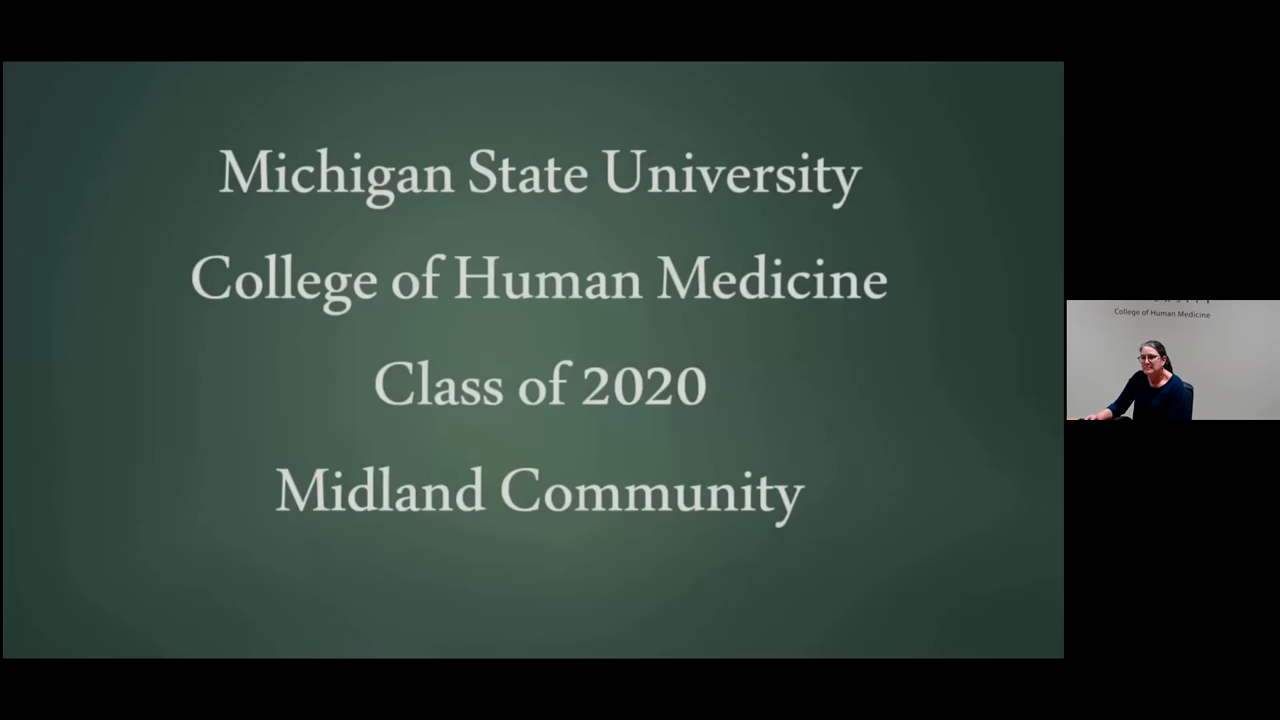 Michigan State University
College of Human Medicine
Class of 2020
Midland Community
College of Human Medicine